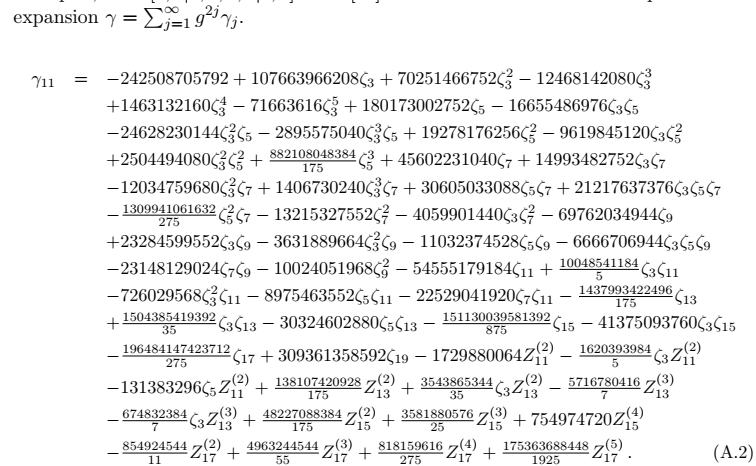 expansion γ = ∑_{j=1}^{∞} g^{2j}γ_j.
γ_{11} = −242508705792 + 107663966208ζ_3 + 70251466752ζ_3^2 − 12468142080ζ_3^3
+1463132160ζ_3^4 − 71663616ζ_3^5 + 180173002752ζ_5 − 16655486976ζ_3ζ_5
−24628230144ζ_3^2ζ_5 − 2895575040ζ_3^3ζ_5 + 19278176256ζ_5^2 − 9619845120ζ_3ζ_5^2
+2504494080ζ_3^2ζ_5^2 + \frac{882108048384}{175}ζ_5^3 + 45602231040ζ_7 + 14993482752ζ_3ζ_7
−12034759680ζ_3^2ζ_7 + 1406730240ζ_3^3ζ_7 + 30605033088ζ_5ζ_7 + 21217637376ζ_3ζ_5ζ_7
−\frac{1309941061632}{275}ζ_5^2ζ_7 − 13215327552ζ_7^2 − 4059901440ζ_3ζ_7^2 − 69762034944ζ_9
+23284599552ζ_3ζ_9 − 3631889664ζ_3^2ζ_9 − 11032374528ζ_5ζ_9 − 6666706944ζ_3ζ_5ζ_9
−23148129024ζ_7ζ_9 − 10024051968ζ_9^2 − 54555179184ζ_{11} + \frac{10048541184}{5}ζ_3ζ_{11}
−726029568ζ_3^2ζ_{11} − 8975463552ζ_5ζ_{11} − 22529041920ζ_7ζ_{11} − \frac{1437993422496}{175}ζ_{13}
+\frac{1504385419392}{35}ζ_3ζ_{13} − 30324602880ζ_5ζ_{13} − \frac{151130039581392}{875}ζ_{15} − 41375093760ζ_3ζ_{15}
−\frac{196484147423712}{275}ζ_{17} + 309361358592ζ_{19} − 1729880064Z_{11}^{(2)} − \frac{1620393984}{5}ζ_3Z_{11}^{(2)}
−131383296ζ_5Z_{11}^{(2)} + \frac{138107420928}{175}Z_{13}^{(2)} + \frac{3543865344}{35}ζ_3Z_{13}^{(2)} − \frac{5716780416}{7}Z_{13}^{(3)}
−\frac{674832384}{7}ζ_3Z_{13}^{(3)} + \frac{48227088384}{175}Z_{15}^{(2)} + \frac{3581880576}{25}Z_{15}^{(3)} + 754974720Z_{15}^{(4)}
−\frac{854924544}{11}Z_{17}^{(2)} + \frac{4963244544}{55}Z_{17}^{(3)} + \frac{818159616}{275}Z_{17}^{(4)} + \frac{175363688448}{1925}Z_{17}^{(5)} . (A.2)